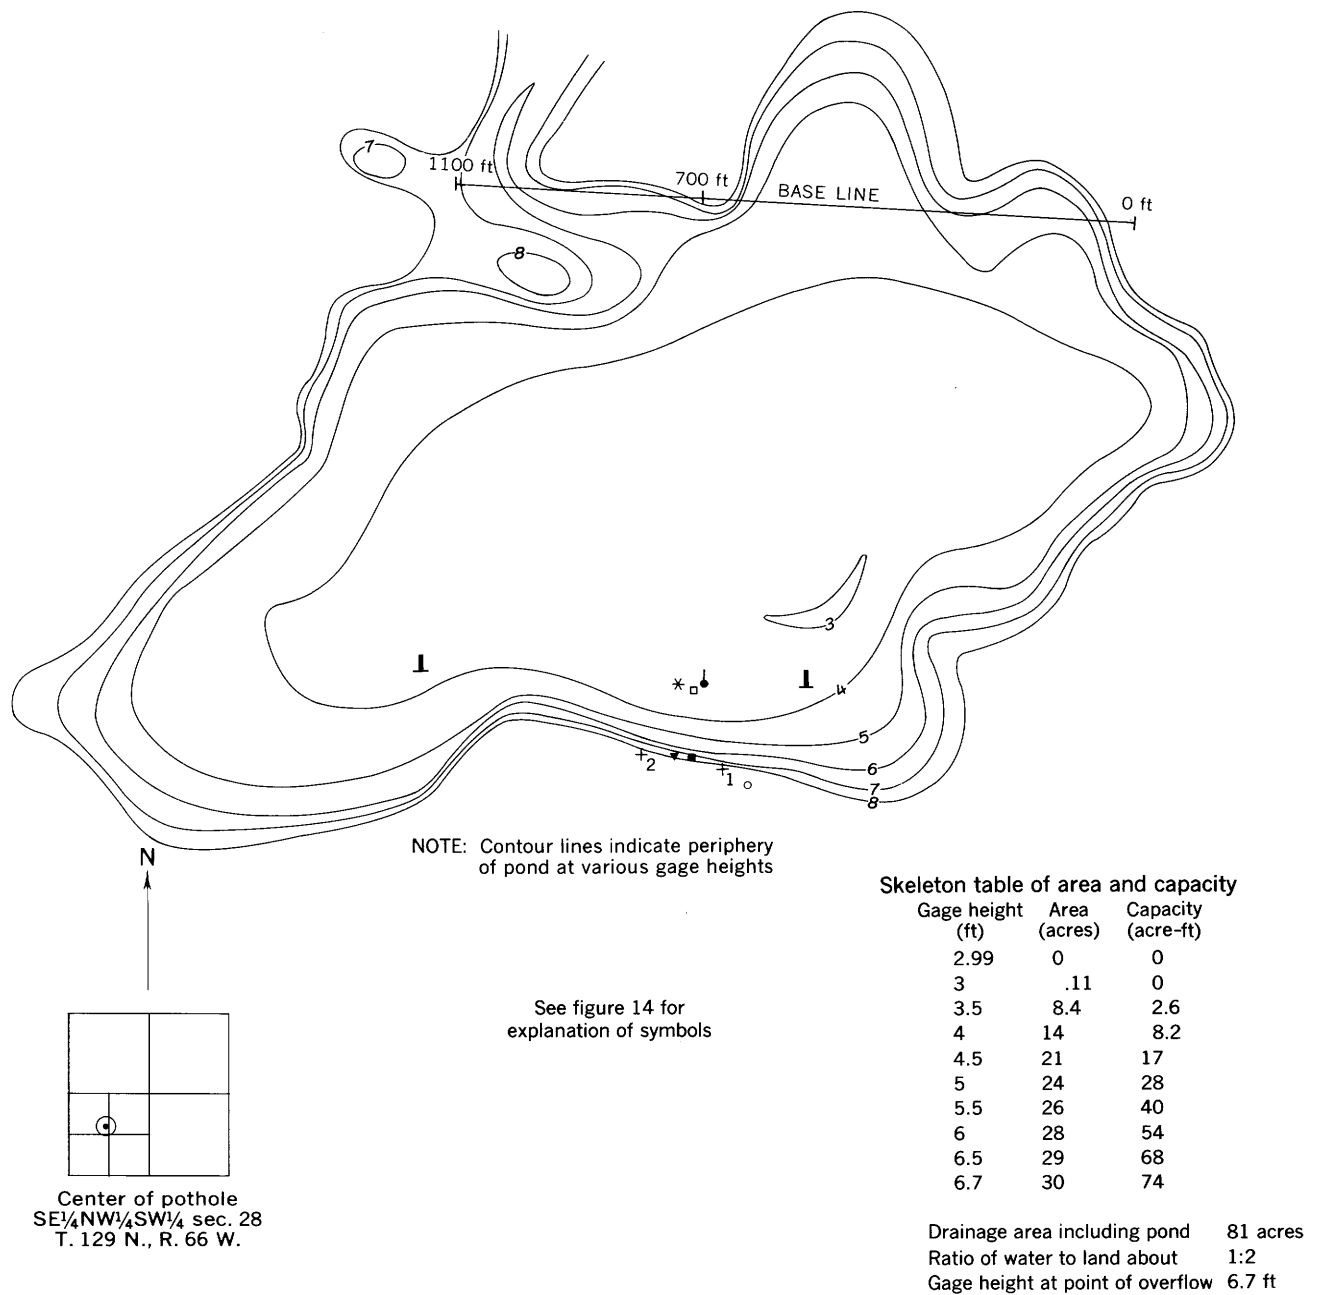 7
1100 ft
700 ft
BASE LINE
0 ft
8
3
4
5
6
7
8
2
1
NOTE: Contour lines indicate periphery
of pond at various gage heights
N
See figure 14 for
explanation of symbols
Center of pothole
SE¼NW¼SW¼ sec. 28
T. 129 N., R. 66 W.
Skeleton table of area and capacity
Gage height Area Capacity
(ft) (acres) (acre-ft)
2.99 0 0
3 .11 0
3.5 8.4 2.6
4 14 8.2
4.5 21 17
5 24 28
5.5 26 40
6 28 54
6.5 29 68
6.7 30 74
Drainage area including pond 81 acres
Ratio of water to land about 1:2
Gage height at point of overflow 6.7 ft